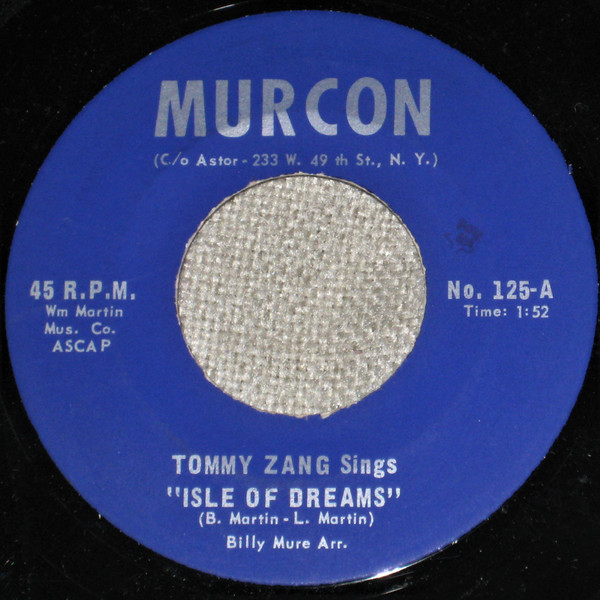 MURCON
(C/o Astor - 233 W. 49 th St., N. Y.)
45 R.P.M.
Wm Martin
Mus. Co.
ASCAP
No. 125-A
Time: 1:52
TOMMY ZANG Sings
"ISLE OF DREAMS"
(B. Martin - L. Martin)
Billy Mure Arr.